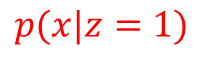 p(x|z = 1)